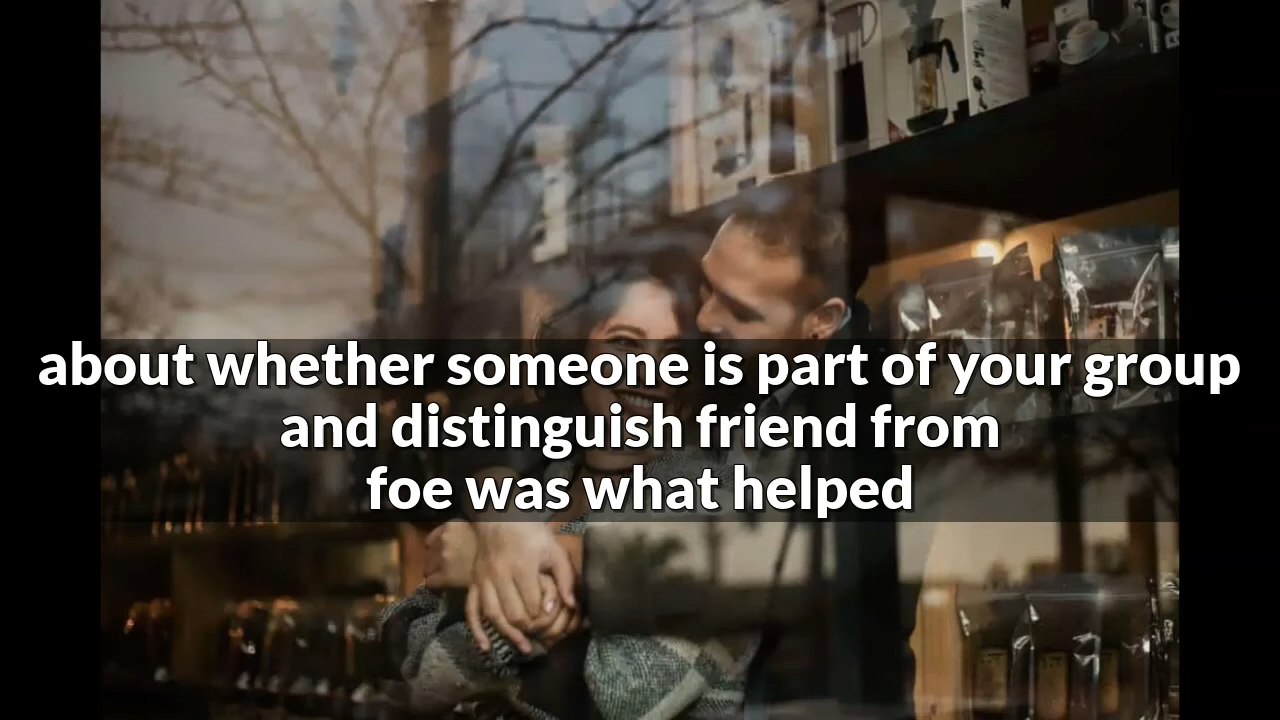 about whether someone is part of your group
and distinguish friend from
foe was what helped